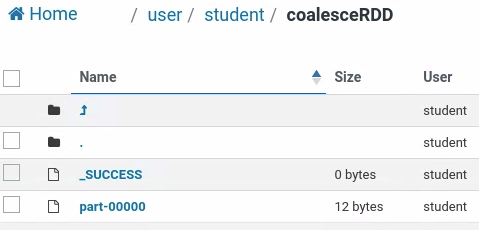 Home / user / student / coalesceRDD
Name Size User
student
. student
_SUCCESS 0 bytes student
part-00000 12 bytes student